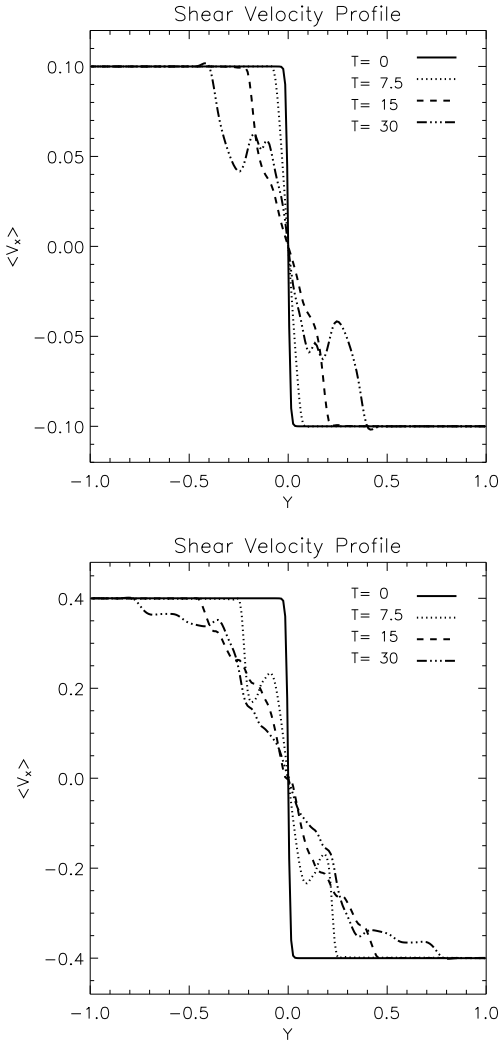 Shear Velocity Profile
T= 0
T= 7.5
T= 15
T= 30
0.10
0.05
0.00
−0.05
−0.10
<Vx>
−1.0 −0.5 0.0 0.5 1.0
Y
Shear Velocity Profile
T= 0
T= 7.5
T= 15
T= 30
0.4
0.2
0.0
−0.2
−0.4
<Vx>
−1.0 −0.5 0.0 0.5 1.0
Y